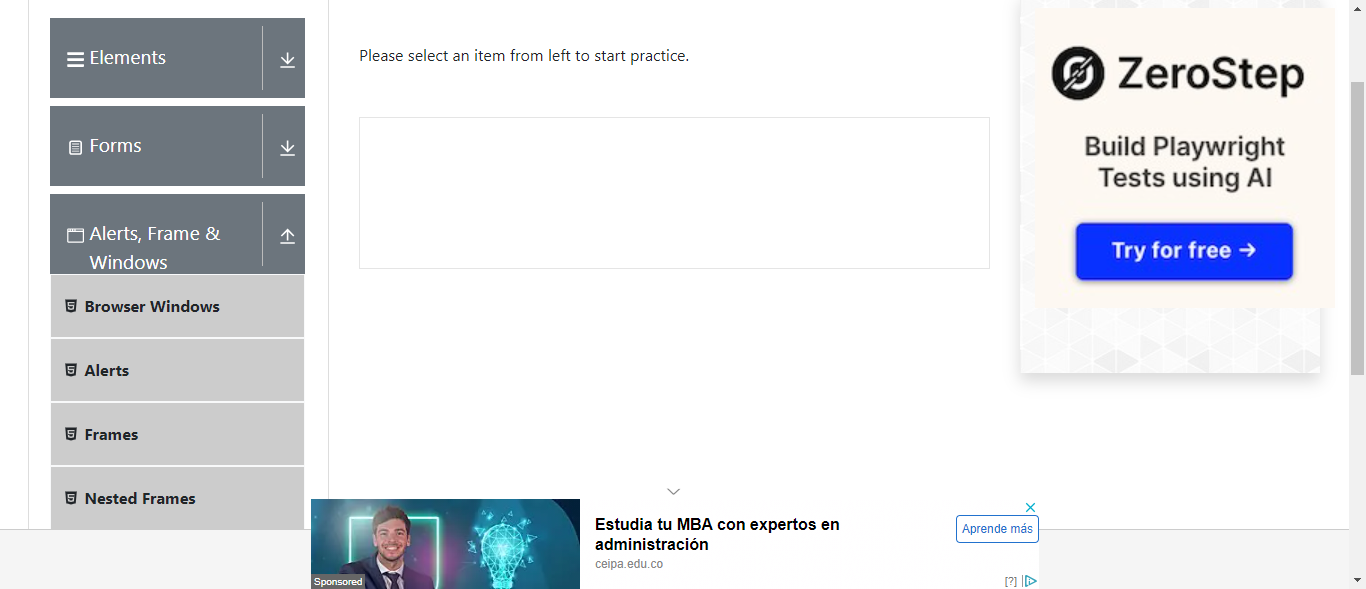 Elements
Forms
Alerts, Frame &
Windows
Browser Windows
Alerts
Frames
Nested Frames
Please select an item from left to start practice.
ZeroStep
Build Playwright
Tests using AI
Try for free →
Sponsored
Estudia tu MBA con expertos en
administración
ceipa.edu.co
Aprende más
[?]